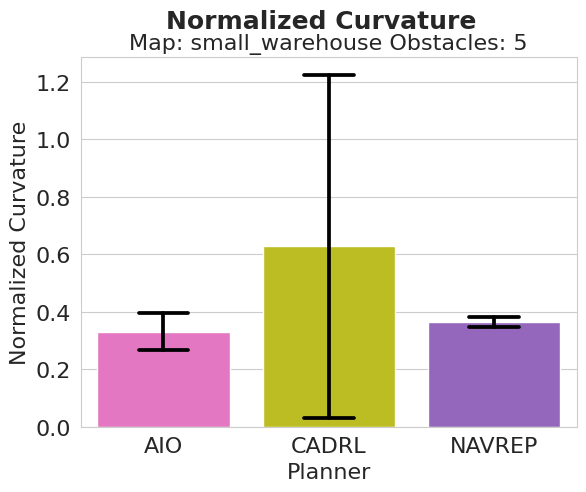 Normalized Curvature
Map: small_warehouse Obstacles: 5
Normalized Curvature
1.2
1.0
0.8
0.6
0.4
0.2
0.0
AIO CADRL NAVREP
Planner